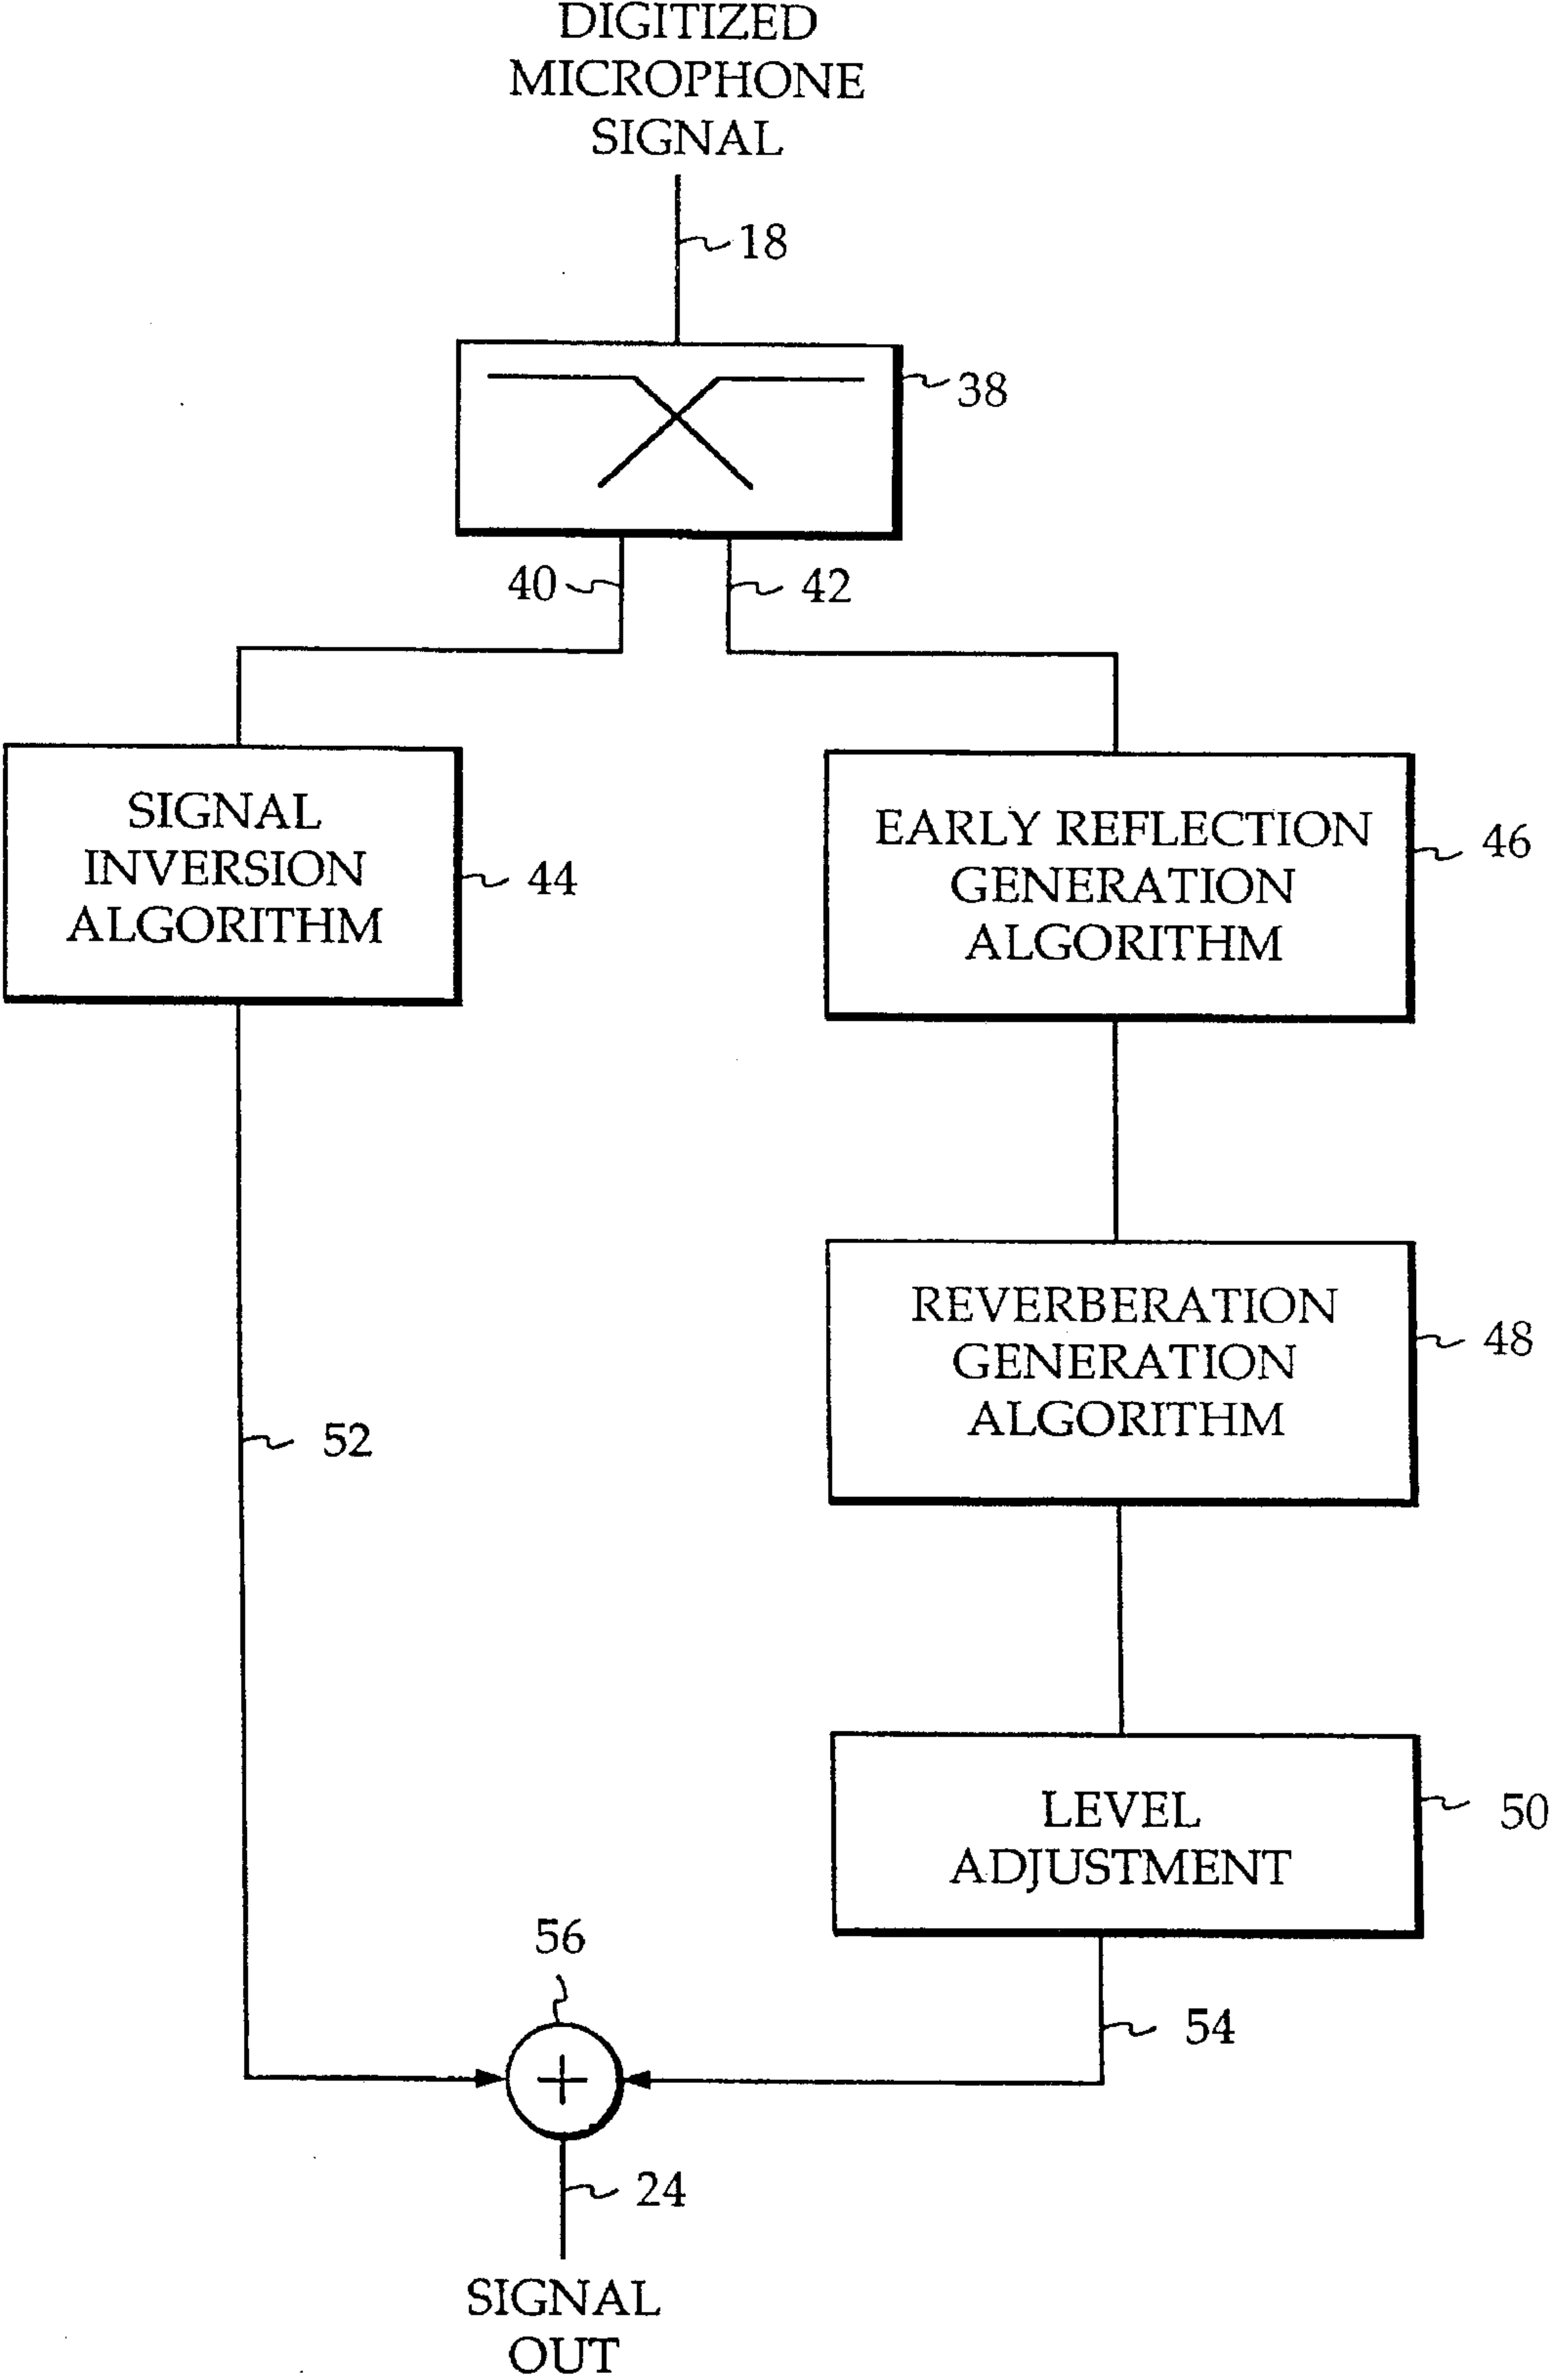 DIGITIZED
MICROPHONE
SIGNAL
18
38
40
42
SIGNAL
INVERSION
ALGORITHM
44
EARLY REFLECTION
GENERATION
ALGORITHM
46
REVERBERATION
GENERATION
ALGORITHM
48
52
LEVEL
ADJUSTMENT
50
56
54
24
SIGNAL
OUT